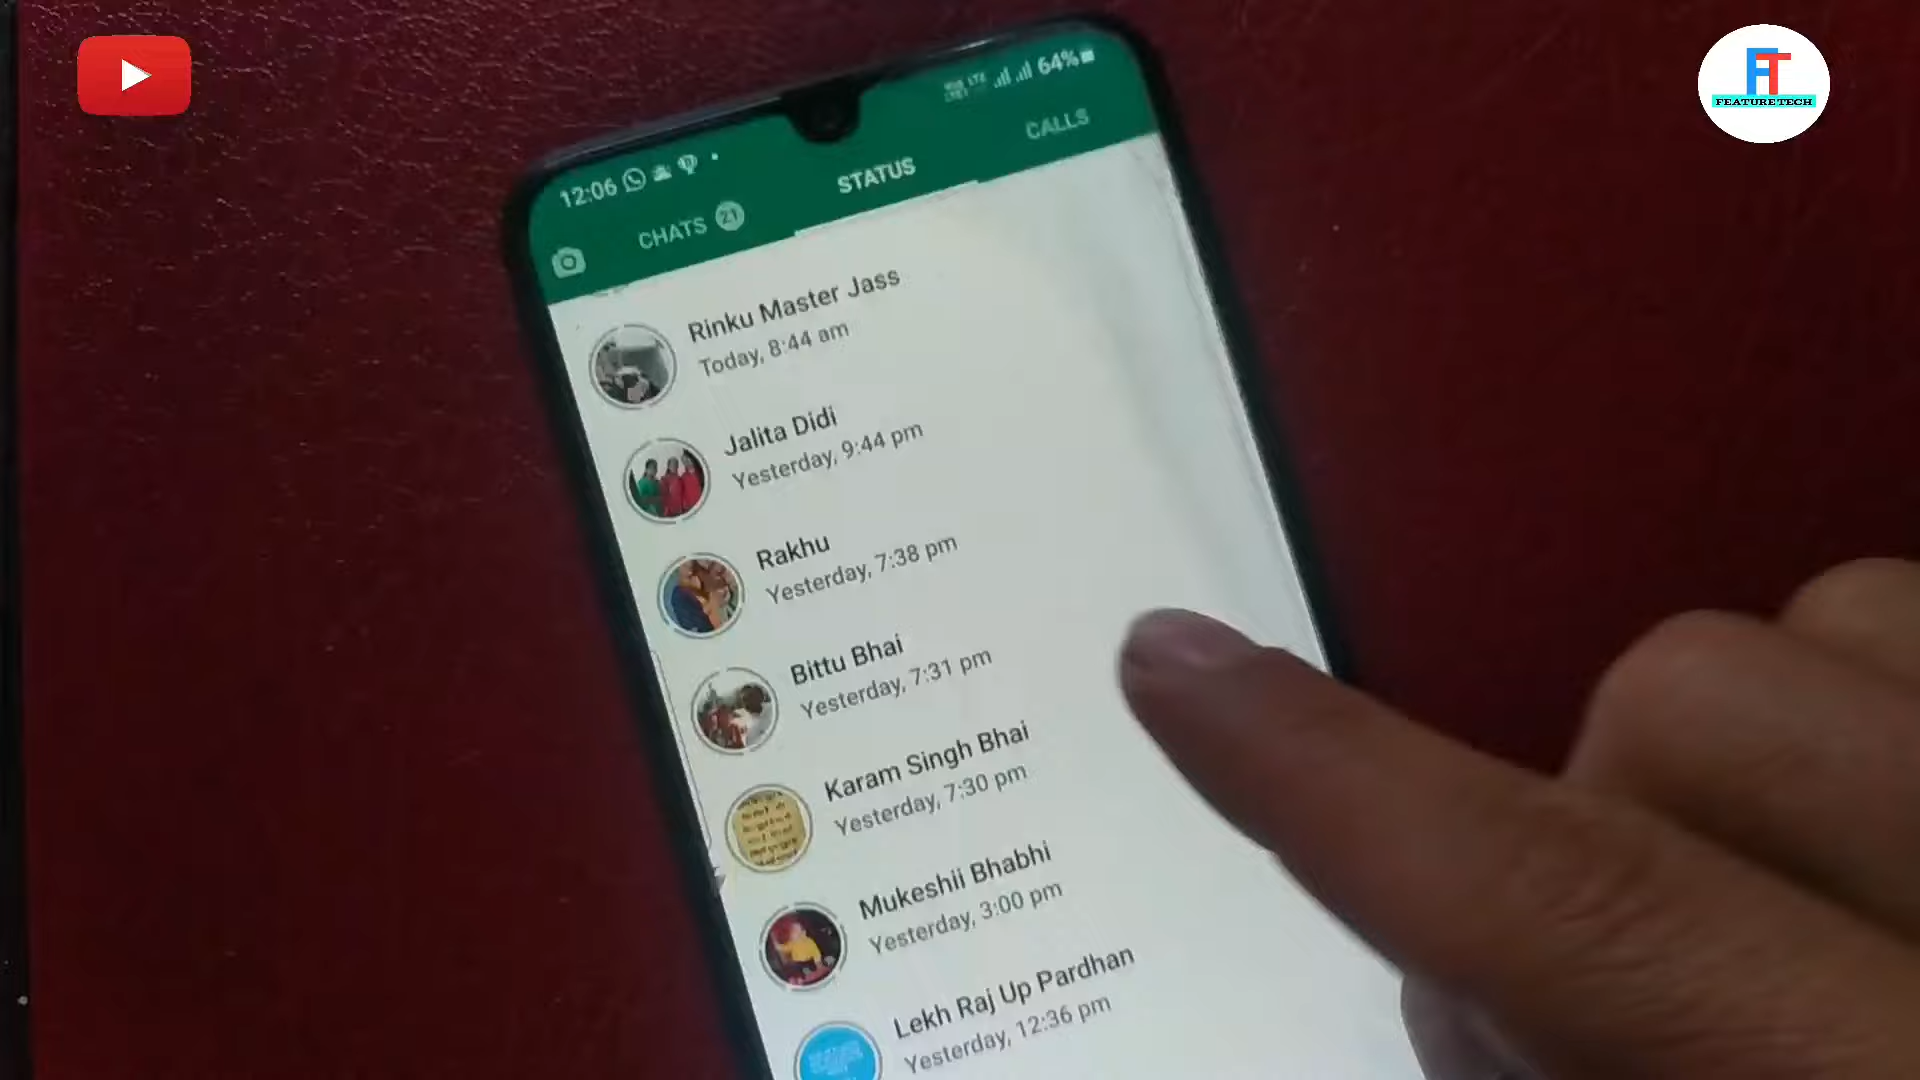 FT
FEATURE TECH
12:06
64%
CHATS 21
STATUS
CALLS
Rinku Master Jass
Today, 8:44 am
Jalita Didi
Yesterday, 9:44 pm
Rakhu
Yesterday, 7:38 pm
Bittu Bhai
Yesterday, 7:31 pm
Karam Singh Bhai
Yesterday, 7:30 pm
Mukeshii Bhabhi
Yesterday, 3:00 pm
Lekh Raj Up Pardhan
Yesterday, 12:36 pm